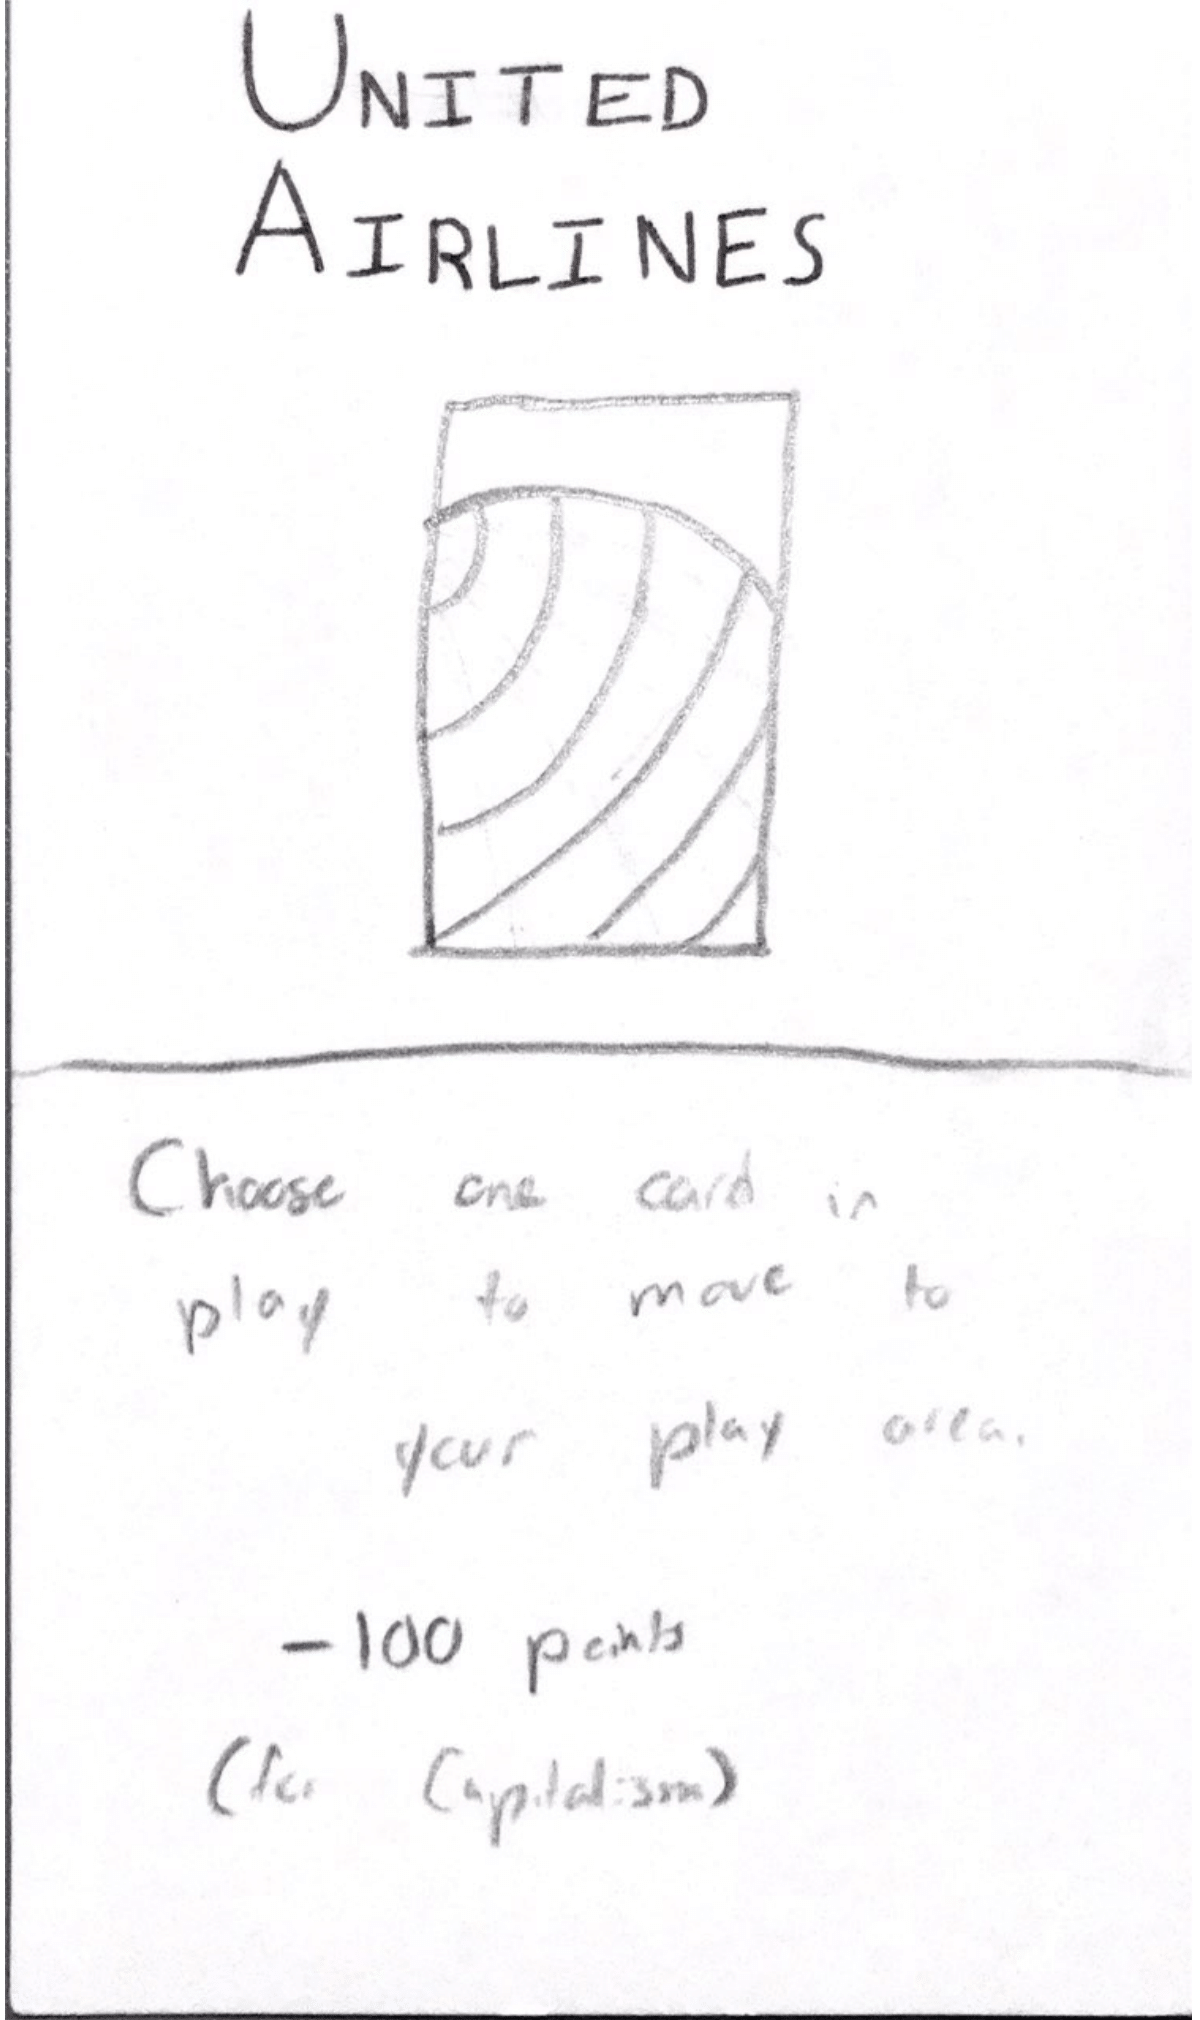 UNITED
AIRLINES
Choose one card in
play to move to
your play area.
-100 points
(for Capitalism)